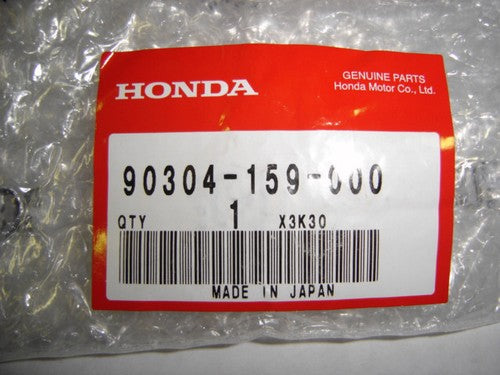 HONDA
GENUINE PARTS
Honda Motor Co., Ltd.
90304-159-000
QTY 1 X3K30
MADE IN JAPAN